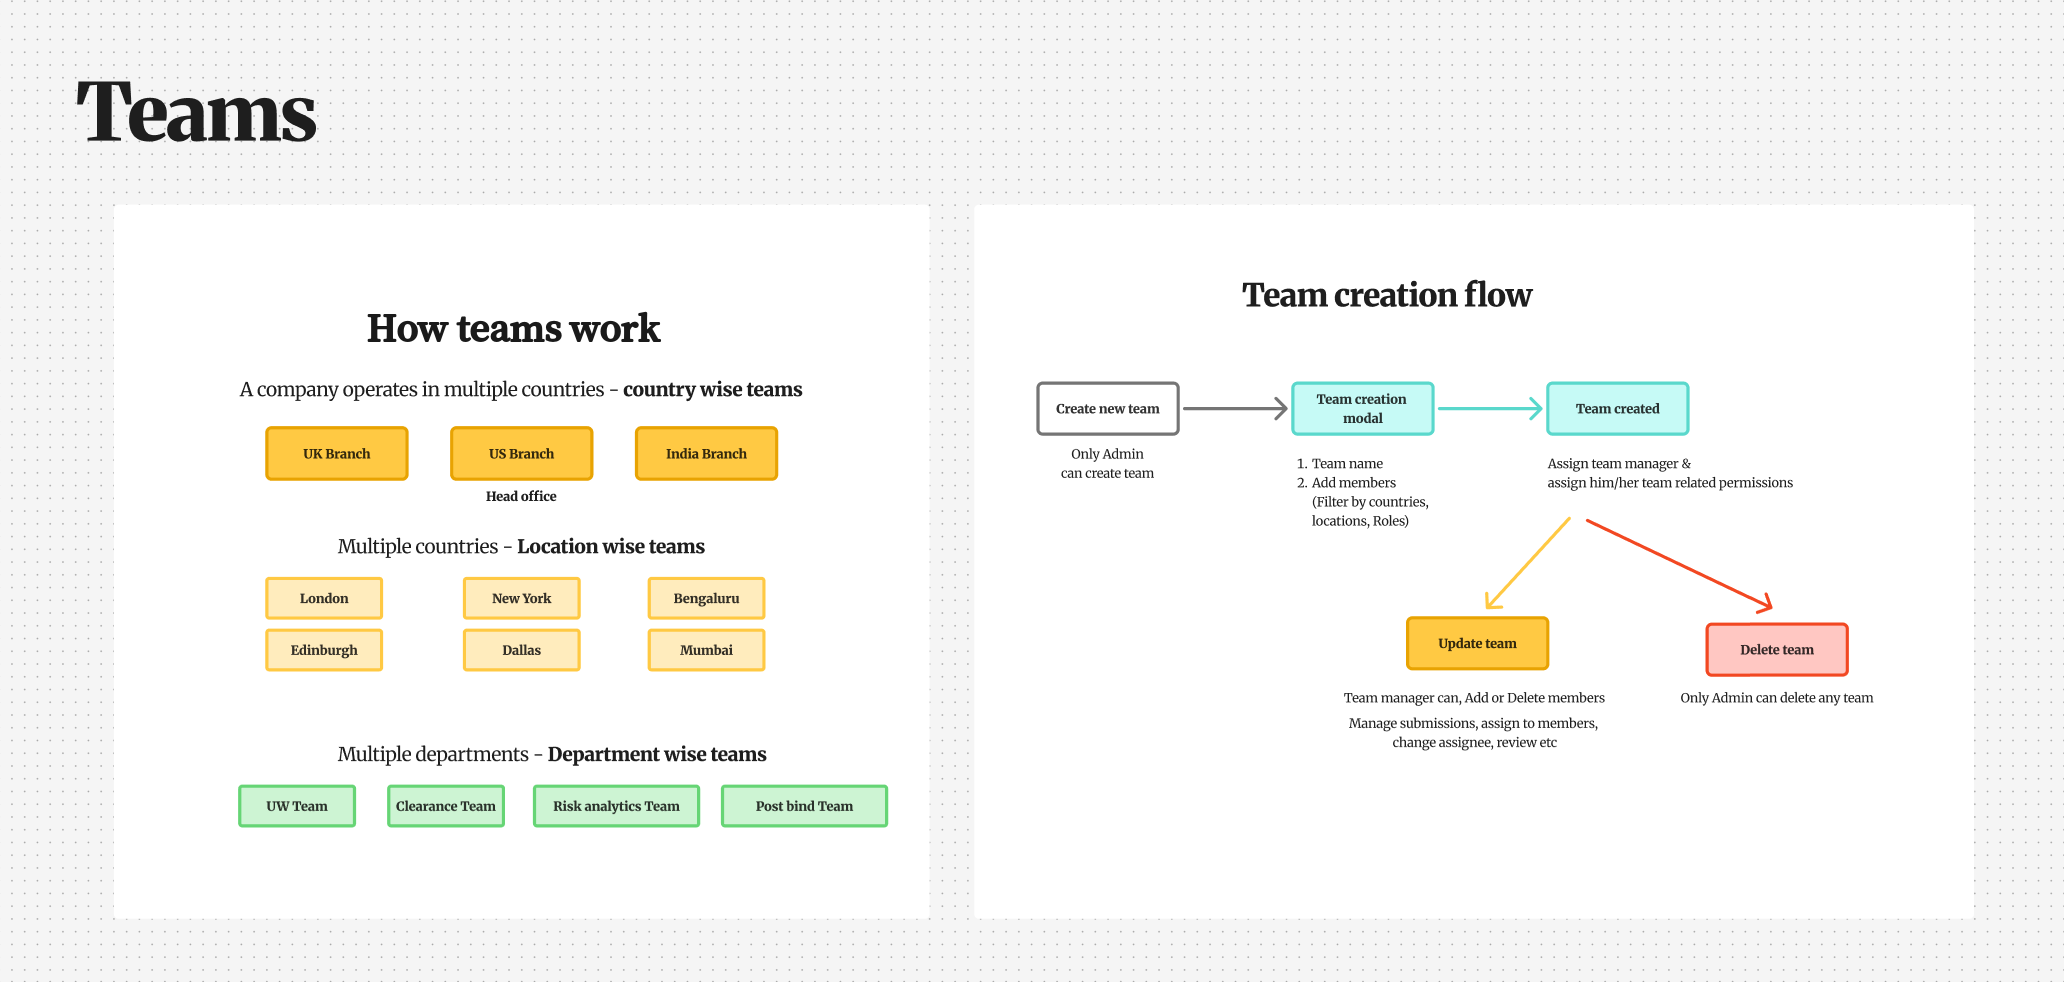 Teams
How teams work
A company operates in multiple countries - country wise teams
UK Branch
US Branch
India Branch
Head office
Multiple countries - Location wise teams
London
New York
Bengaluru
Edinburgh
Dallas
Mumbai
Multiple departments - Department wise teams
UW Team
Clearance Team
Risk analytics Team
Post bind Team
Team creation flow
Create new team
Only Admin
can create team
Team creation
modal
1. Team name
2. Add members
(Filter by countries,
locations, Roles)
Team created
Assign team manager &
assign him/her team related permissions
Update team
Team manager can, Add or Delete members
Manage submissions, assign to members,
change assignee, review etc
Delete team
Only Admin can delete any team